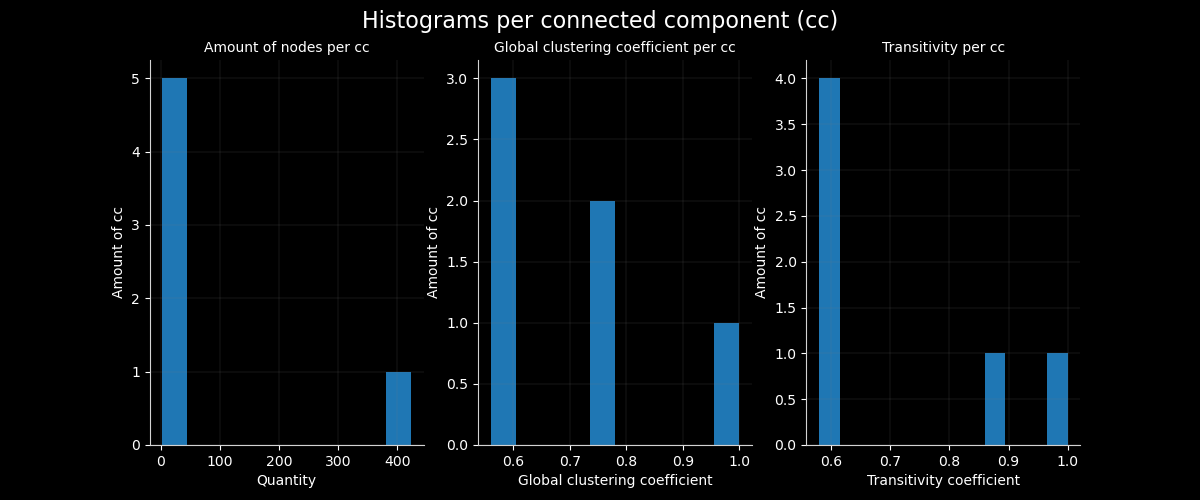 Histograms per connected component (cc)
Amount of nodes per cc
Amount of cc
5
4
3
2
1
0
0 100 200 300 400
Quantity
Global clustering coefficient per cc
Amount of cc
3.0
2.5
2.0
1.5
1.0
0.5
0.0
0.6 0.7 0.8 0.9 1.0
Global clustering coefficient
Transitivity per cc
Amount of cc
4.0
3.5
3.0
2.5
2.0
1.5
1.0
0.5
0.0
0.6 0.7 0.8 0.9 1.0
Transitivity coefficient